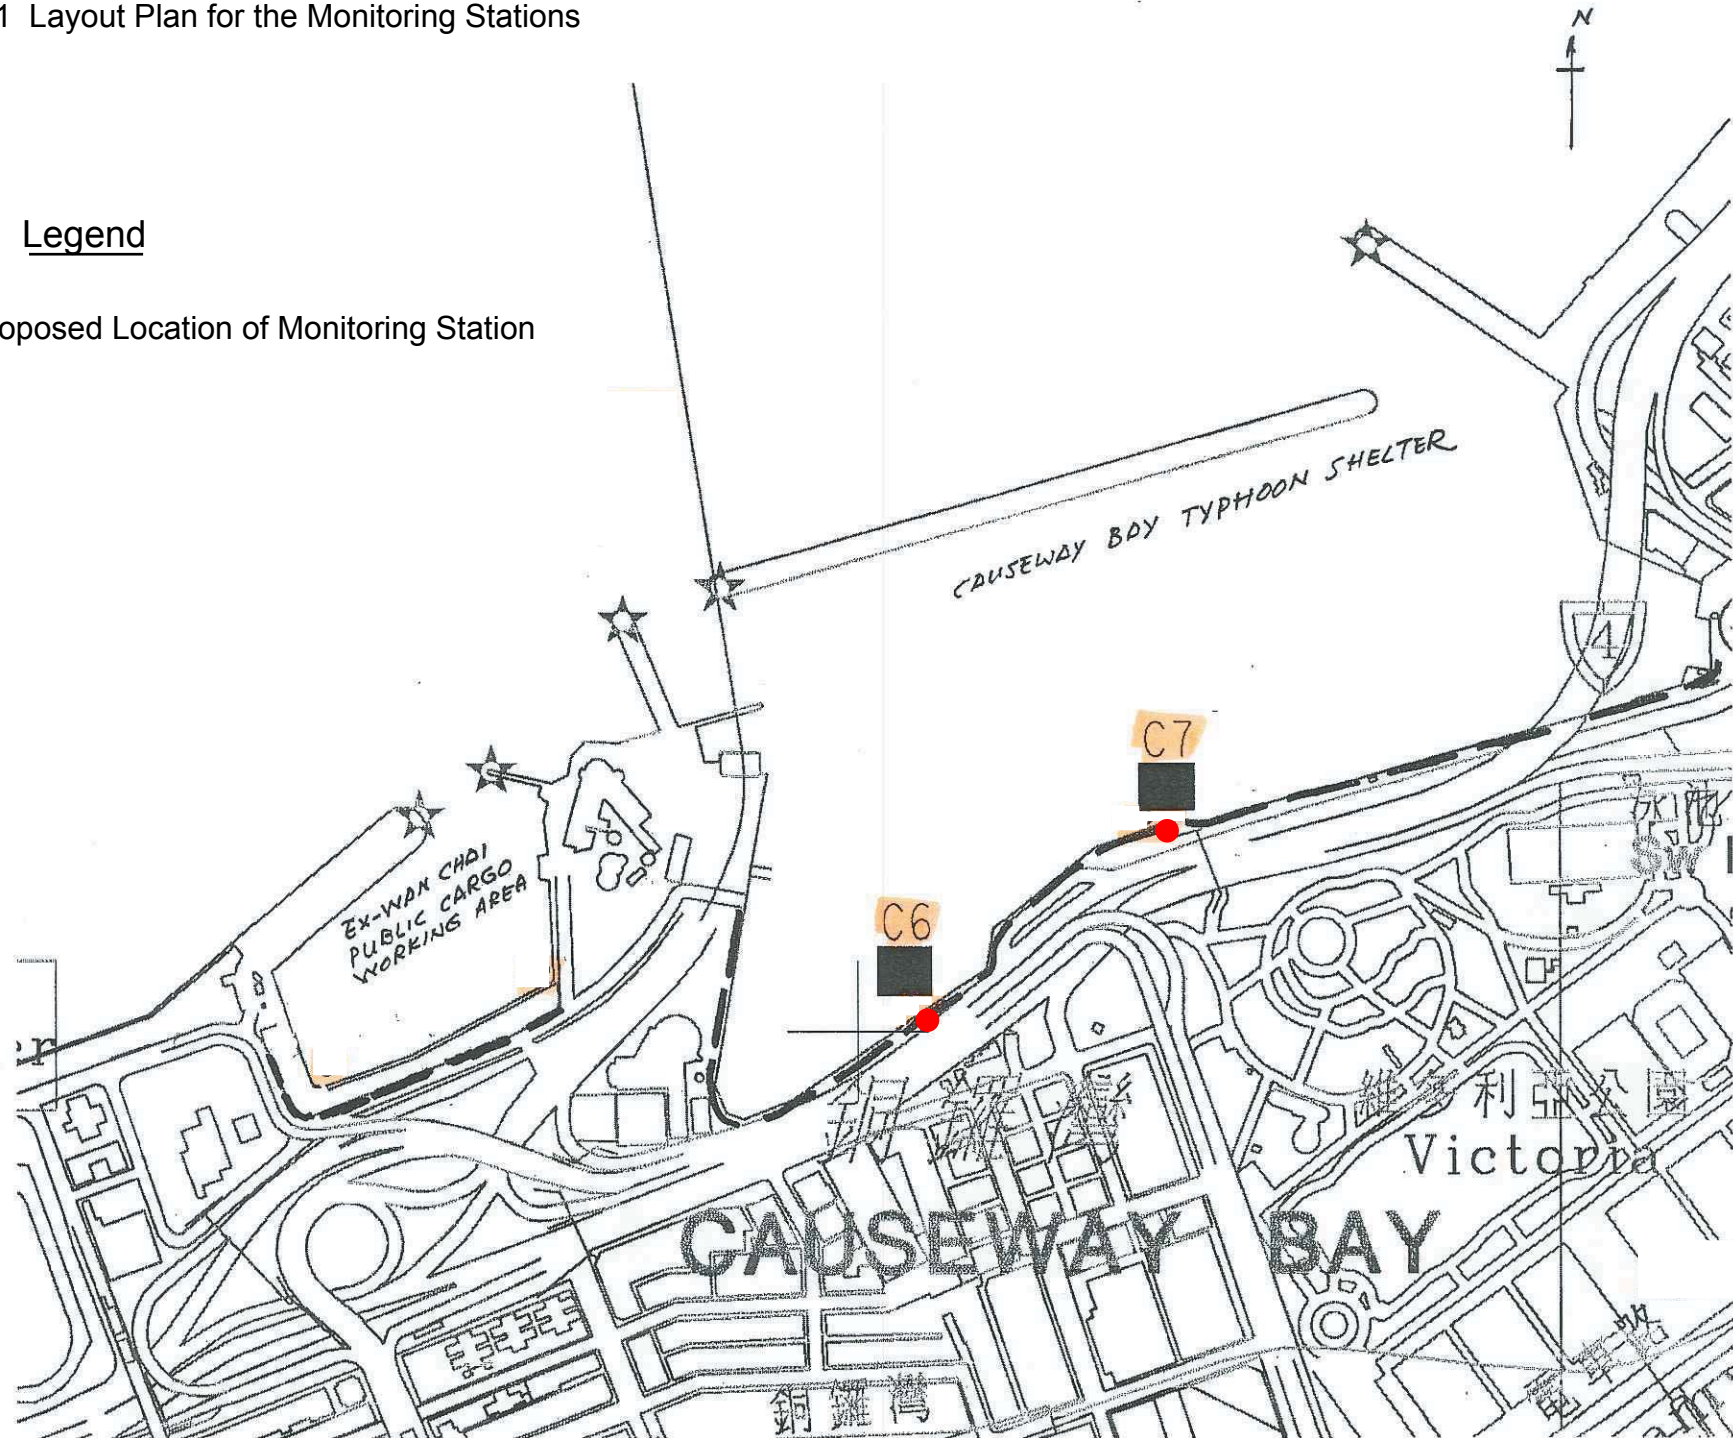 1 Layout Plan for the Monitoring Stations
N
Legend
oposed Location of Monitoring Station
CAUSEWAY BAY TYPHOON SHELTER
4
C7
EX-WAN CHAI
PUBLIC CARGO
WORKING AREA
C6
er
維多利亞公園
Victoria
CAUSEWAY BAY
銅鑼灣